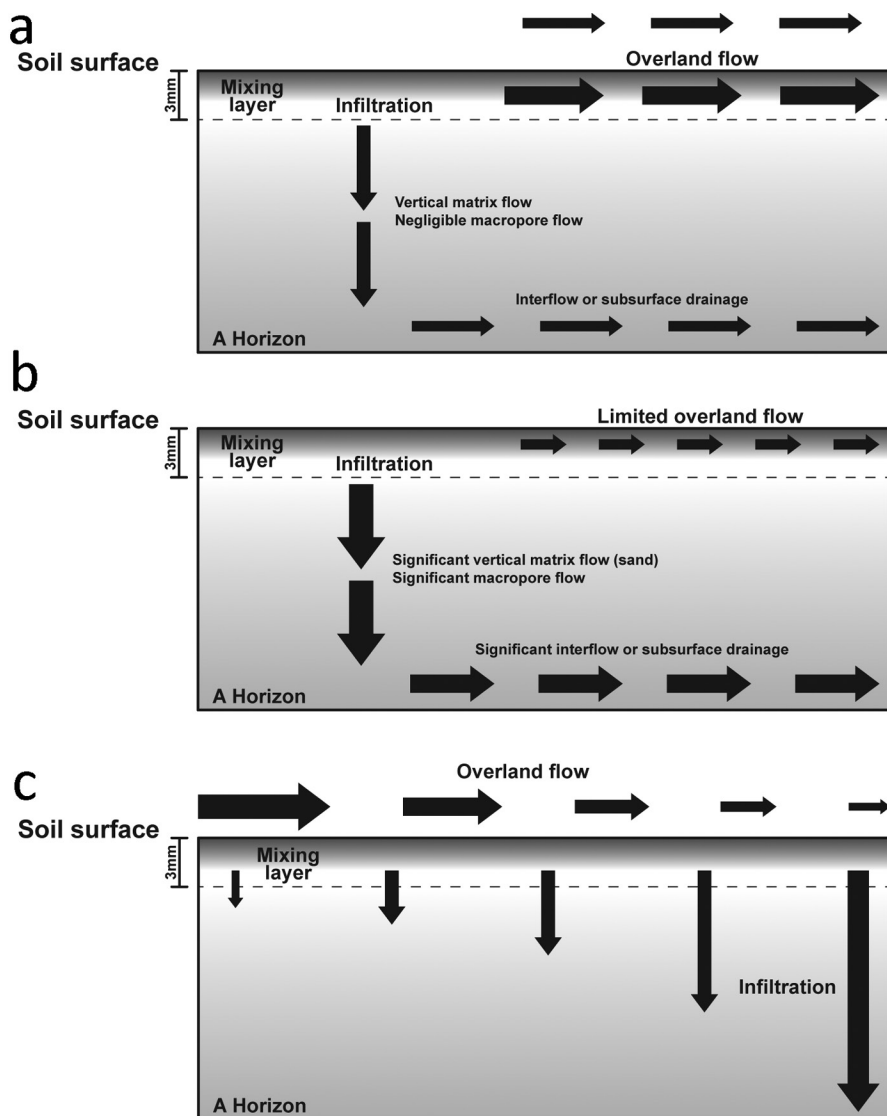 a
Soil surface
Overland flow
3mm
Mixing
layer
Infiltration
Vertical matrix flow
Negligible macropore flow
Interflow or subsurface drainage
A Horizon
b
Soil surface
Limited overland flow
3mm
Mixing
layer
Infiltration
Significant vertical matrix flow (sand)
Significant macropore flow
Significant interflow or subsurface drainage
A Horizon
c
Overland flow
Soil surface
3mm
Mixing
layer
Infiltration
A Horizon